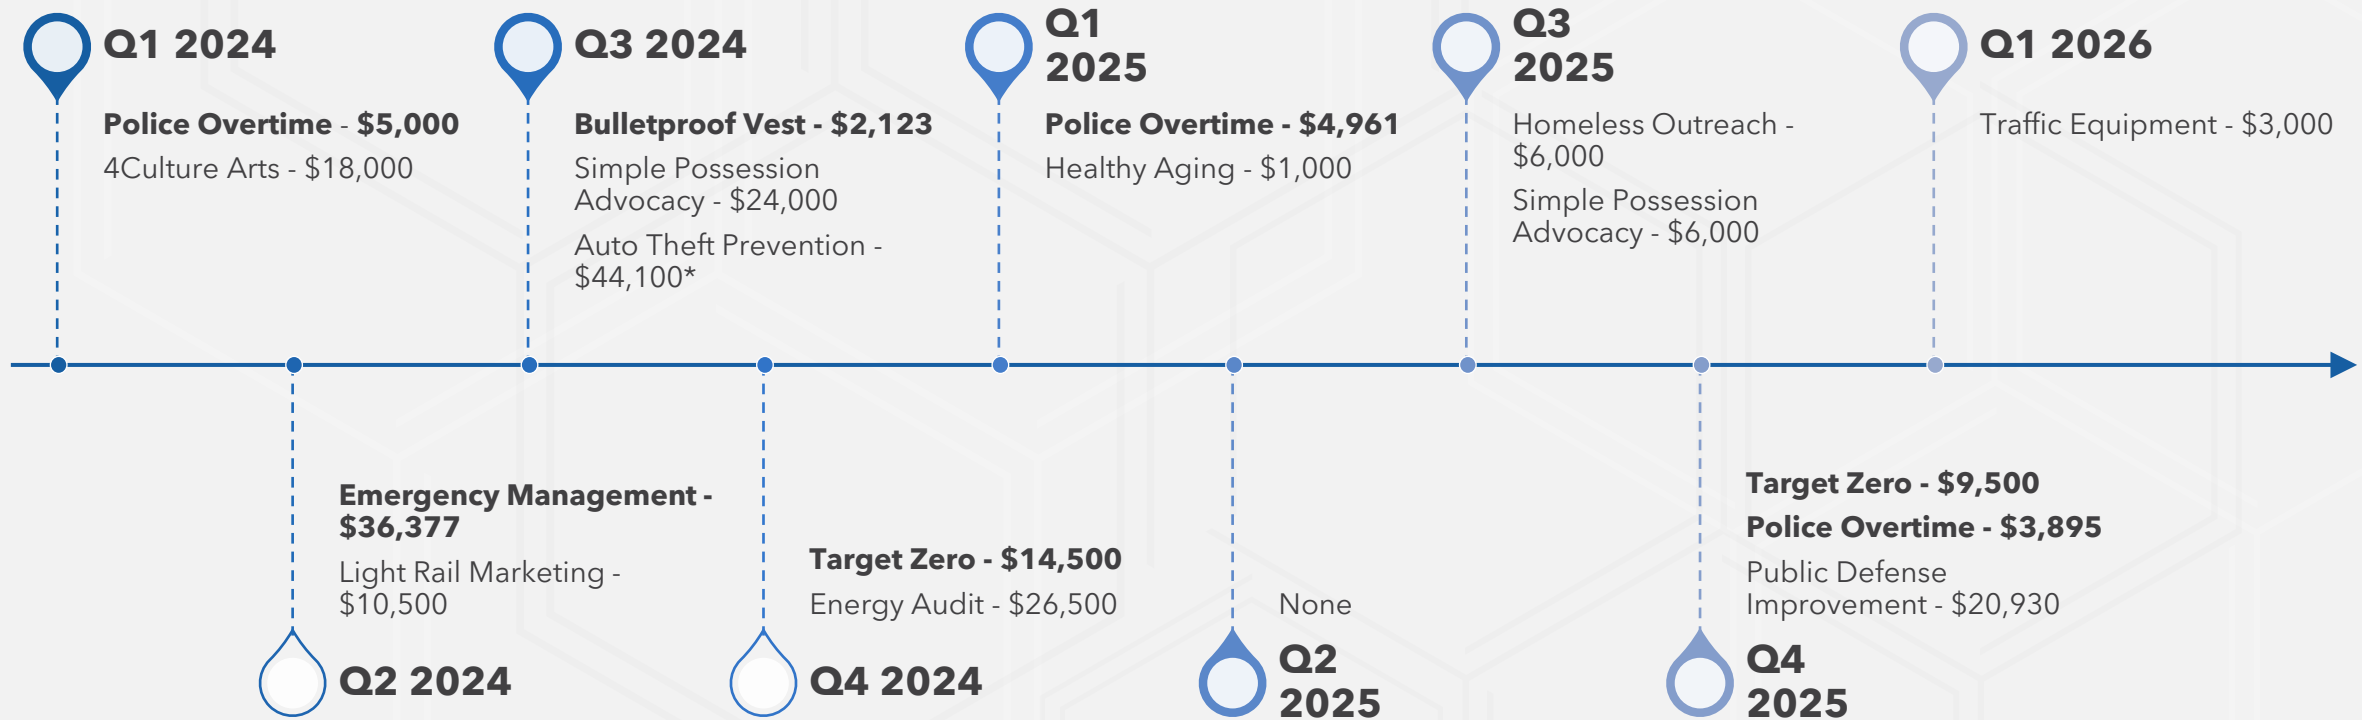 Q1 2024
Police Overtime - $5,000
4Culture Arts - $18,000
Q3 2024
Bulletproof Vest - $2,123
Simple Possession
Advocacy - $24,000
Auto Theft Prevention -
$44,100*
Q1
2025
Police Overtime - $4,961
Healthy Aging - $1,000
Q3
2025
Homeless Outreach -
$6,000
Simple Possession
Advocacy - $6,000
Q1 2026
Traffic Equipment - $3,000
Emergency Management -
$36,377
Light Rail Marketing -
$10,500
Q2 2024
Target Zero - $14,500
Energy Audit - $26,500
Q4 2024
None
Q2
2025
Target Zero - $9,500
Police Overtime - $3,895
Public Defense
Improvement - $20,930
Q4
2025